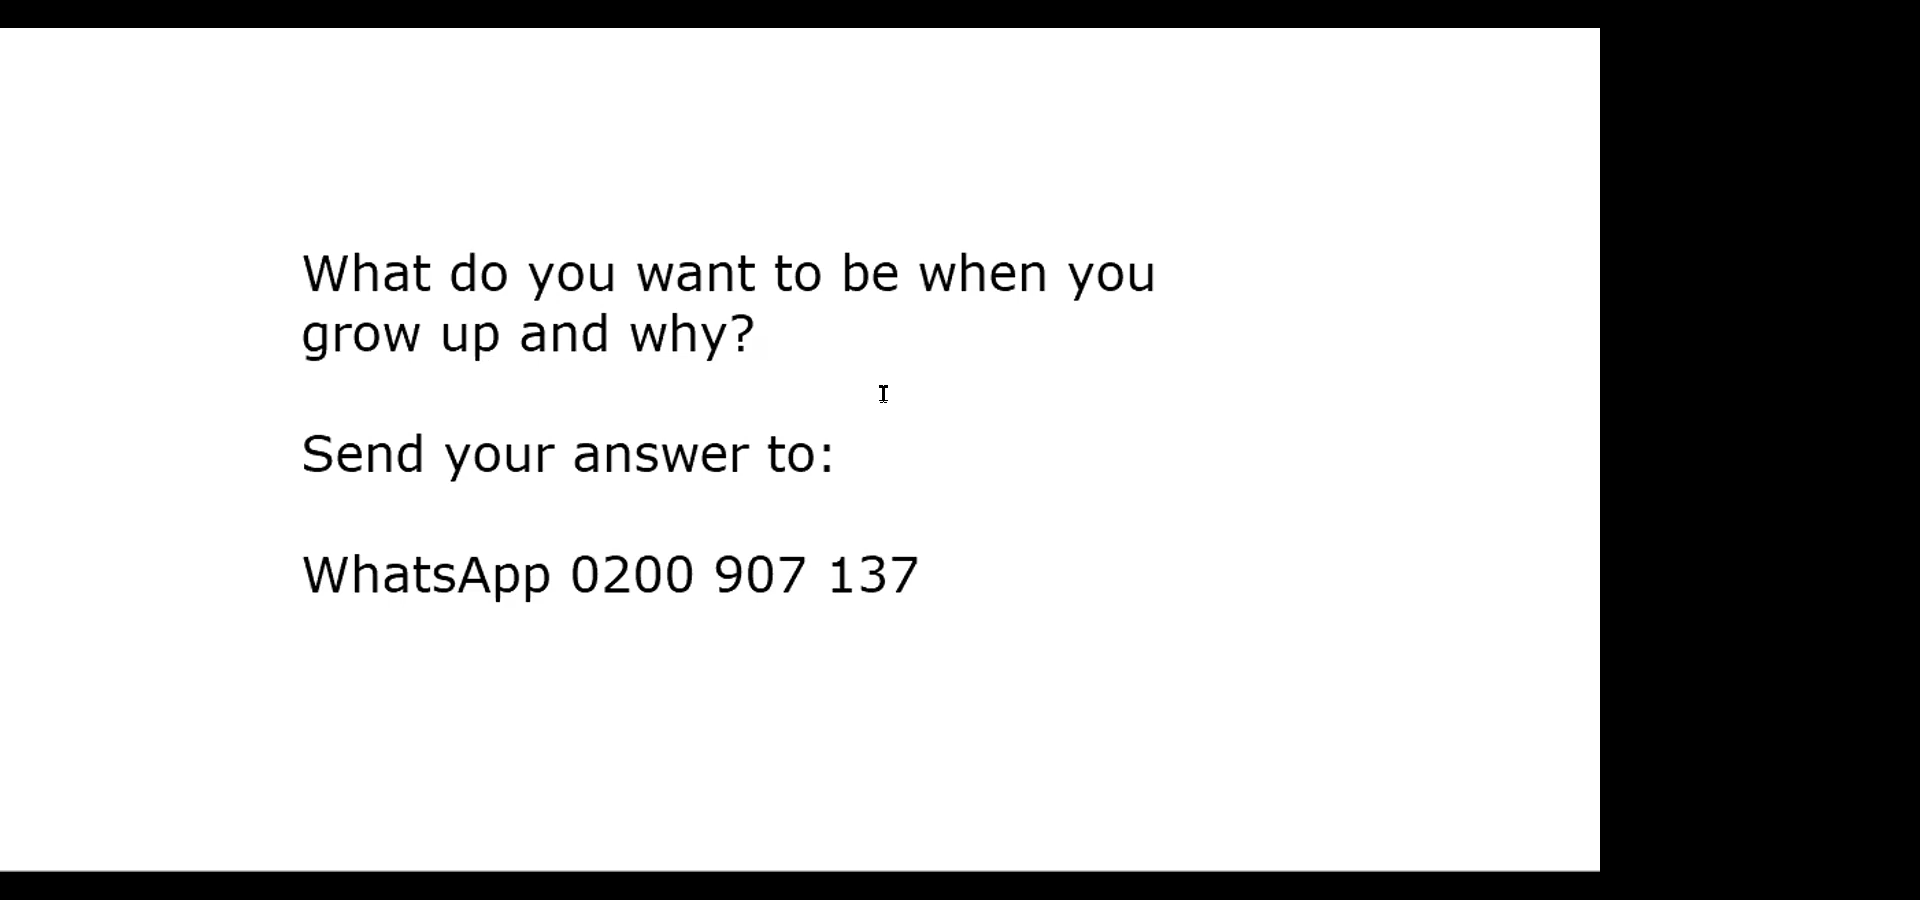 What do you want to be when you
grow up and why?
Send your answer to:
WhatsApp 0200 907 137